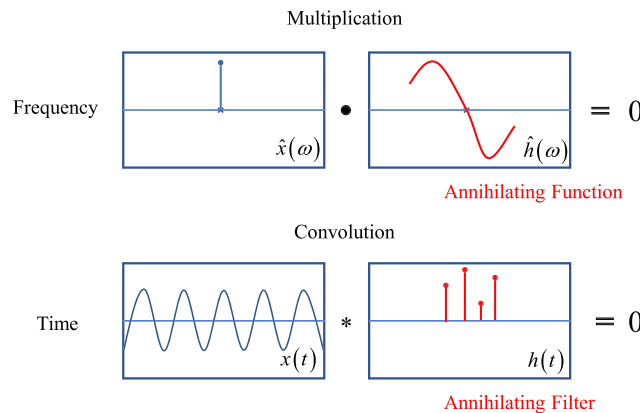 Multiplication
Frequency
x̂(ω) • ĥ(ω) = 0
Annihilating Function
Convolution
Time
x(t) * h(t) = 0
Annihilating Filter